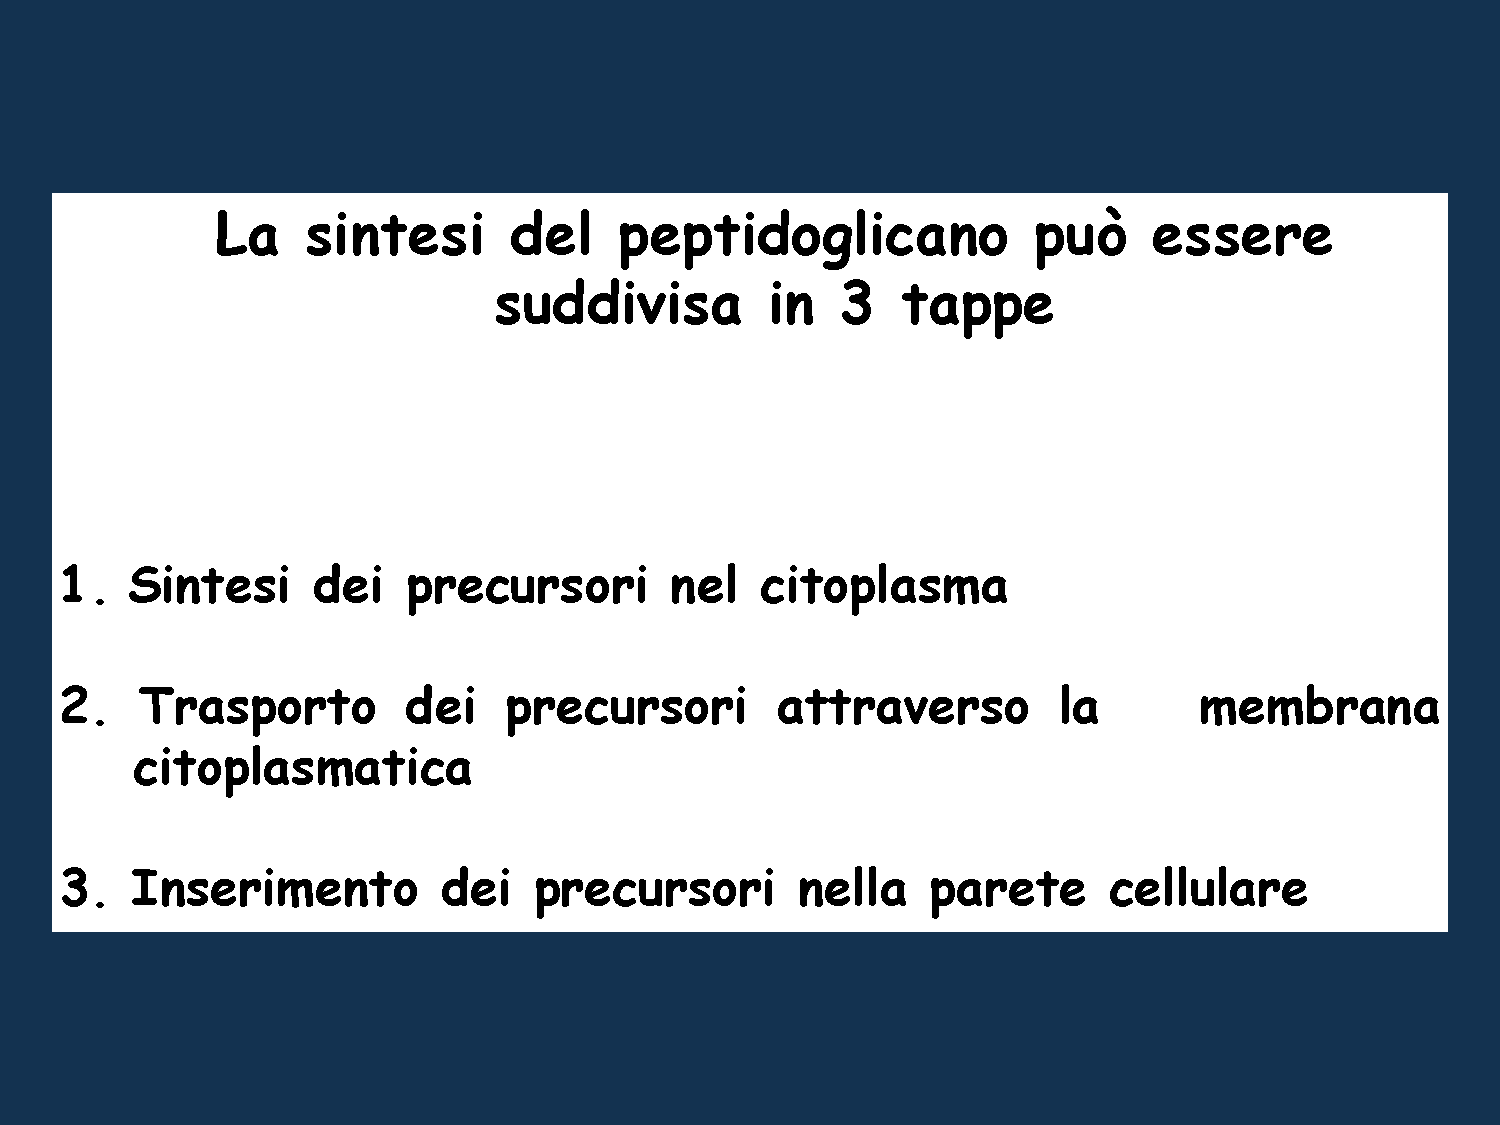 La sintesi del peptidoglicano può essere
suddivisa in 3 tappe
1. Sintesi dei precursori nel citoplasma
2. Trasporto dei precursori attraverso la membrana
citoplasmatica
3. Inserimento dei precursori nella parete cellulare